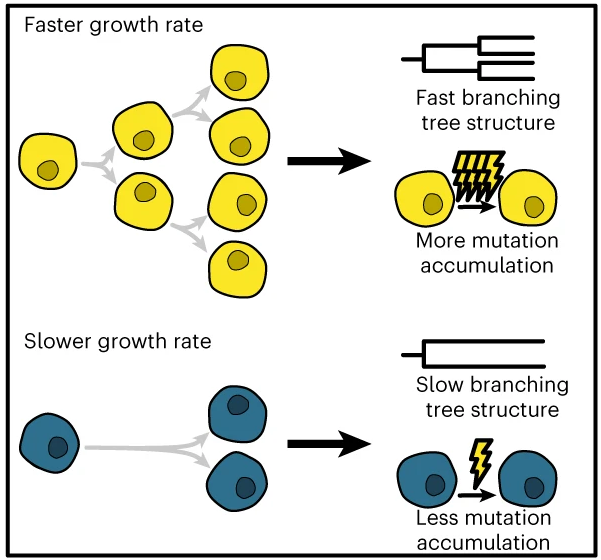 Faster growth rate
Fast branching
tree structure
More mutation
accumulation
Slower growth rate
Slow branching
tree structure
Less mutation
accumulation